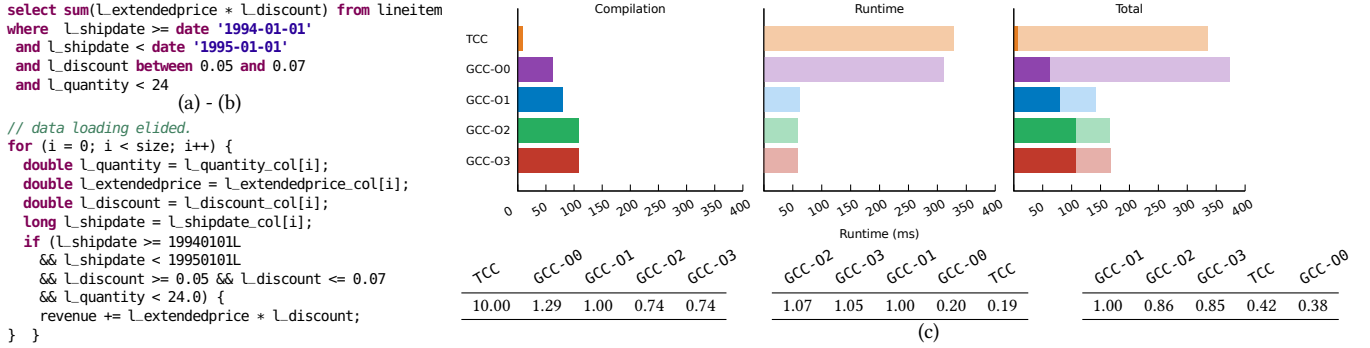 select sum(l_extendedprice * l_discount) from lineitem
where l_shipdate >= date '1994-01-01'
and l_shipdate < date '1995-01-01'
and l_discount between 0.05 and 0.07
and l_quantity < 24
(a) - (b)
// data loading elided.
for (i = 0; i < size; i++) {
double l_quantity = l_quantity_col[i];
double l_extendedprice = l_extendedprice_col[i];
double l_discount = l_discount_col[i];
long l_shipdate = l_shipdate_col[i];
if (l_shipdate >= 19940101L
&& l_shipdate < 19950101L
&& l_discount >= 0.05 && l_discount <= 0.07
&& l_quantity < 24.0) {
revenue += l_extendedprice * l_discount;
} }
Compilation Runtime Total
TCC
GCC-O0
GCC-O1
GCC-O2
GCC-O3
0 50 100 150 200 250 300 350 400 50 100 150 200 250 300 350 400 50 100 150 200 250 300 350 400
Runtime (ms)
TCC GCC-O0 GCC-O1 GCC-O2 GCC-O3 GCC-O2 GCC-O3 GCC-O1 GCC-O0 TCC GCC-O1 GCC-O2 GCC-O3 TCC GCC-O0
10.00 1.29 1.00 0.74 0.74 1.07 1.05 1.00 0.20 0.19 1.00 0.86 0.85 0.42 0.38
(c)